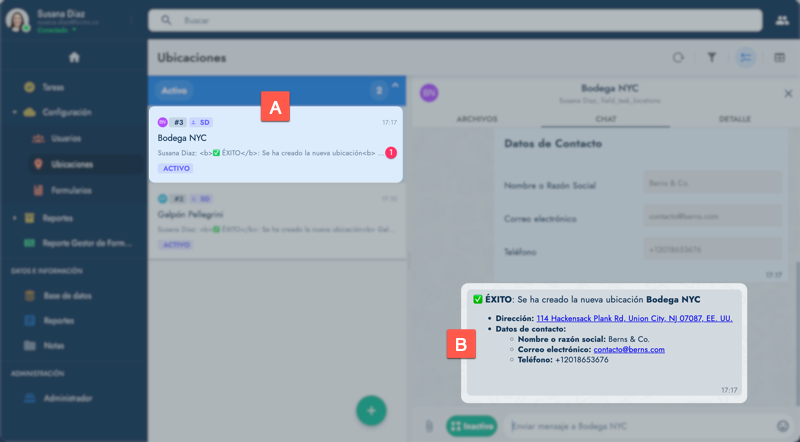 Susana Diaz
Conectado
Buscar
Tareas
Configuración
Usuarios
Ubicaciones
Formularios
Reportes
Reporte Gestor de Form...
DATOS E INFORMACIÓN
Base de datos
Reportes
Notas
ADMINISTRACIÓN
Administrador
Ubicaciones
Activo 2
A
BN #3 SD 17:17
Bodega NYC
Susana Diaz: <b>✅ ÉXITO</b>: Se ha creado la nueva ubicación<b> ... 1
ACTIVO
#2 SD
Galpón Pellegrini
Susana Diaz: <b>✅ ÉXITO</b>: Se ha creado la nueva ubicación<b> Gal...
ACTIVO
BN Bodega NYC
Susana Diaz, field_test_locations
ARCHIVOS CHAT DETALLE
Datos de Contacto
Nombre o Razón Social Berns & Co.
Correo electrónico contacto@berns.com
Teléfono +12018653676
17:17
B
✅ ÉXITO: Se ha creado la nueva ubicación Bodega NYC
• Dirección: 114 Hackensack Plank Rd, Union City, NJ 07087, EE. UU.
• Datos de contacto:
◦ Nombre o razón social: Berns & Co.
◦ Correo electrónico: contacto@berns.com
◦ Teléfono: +12018653676
17:17
Inactivo Enviar mensaje a Bodega NYC